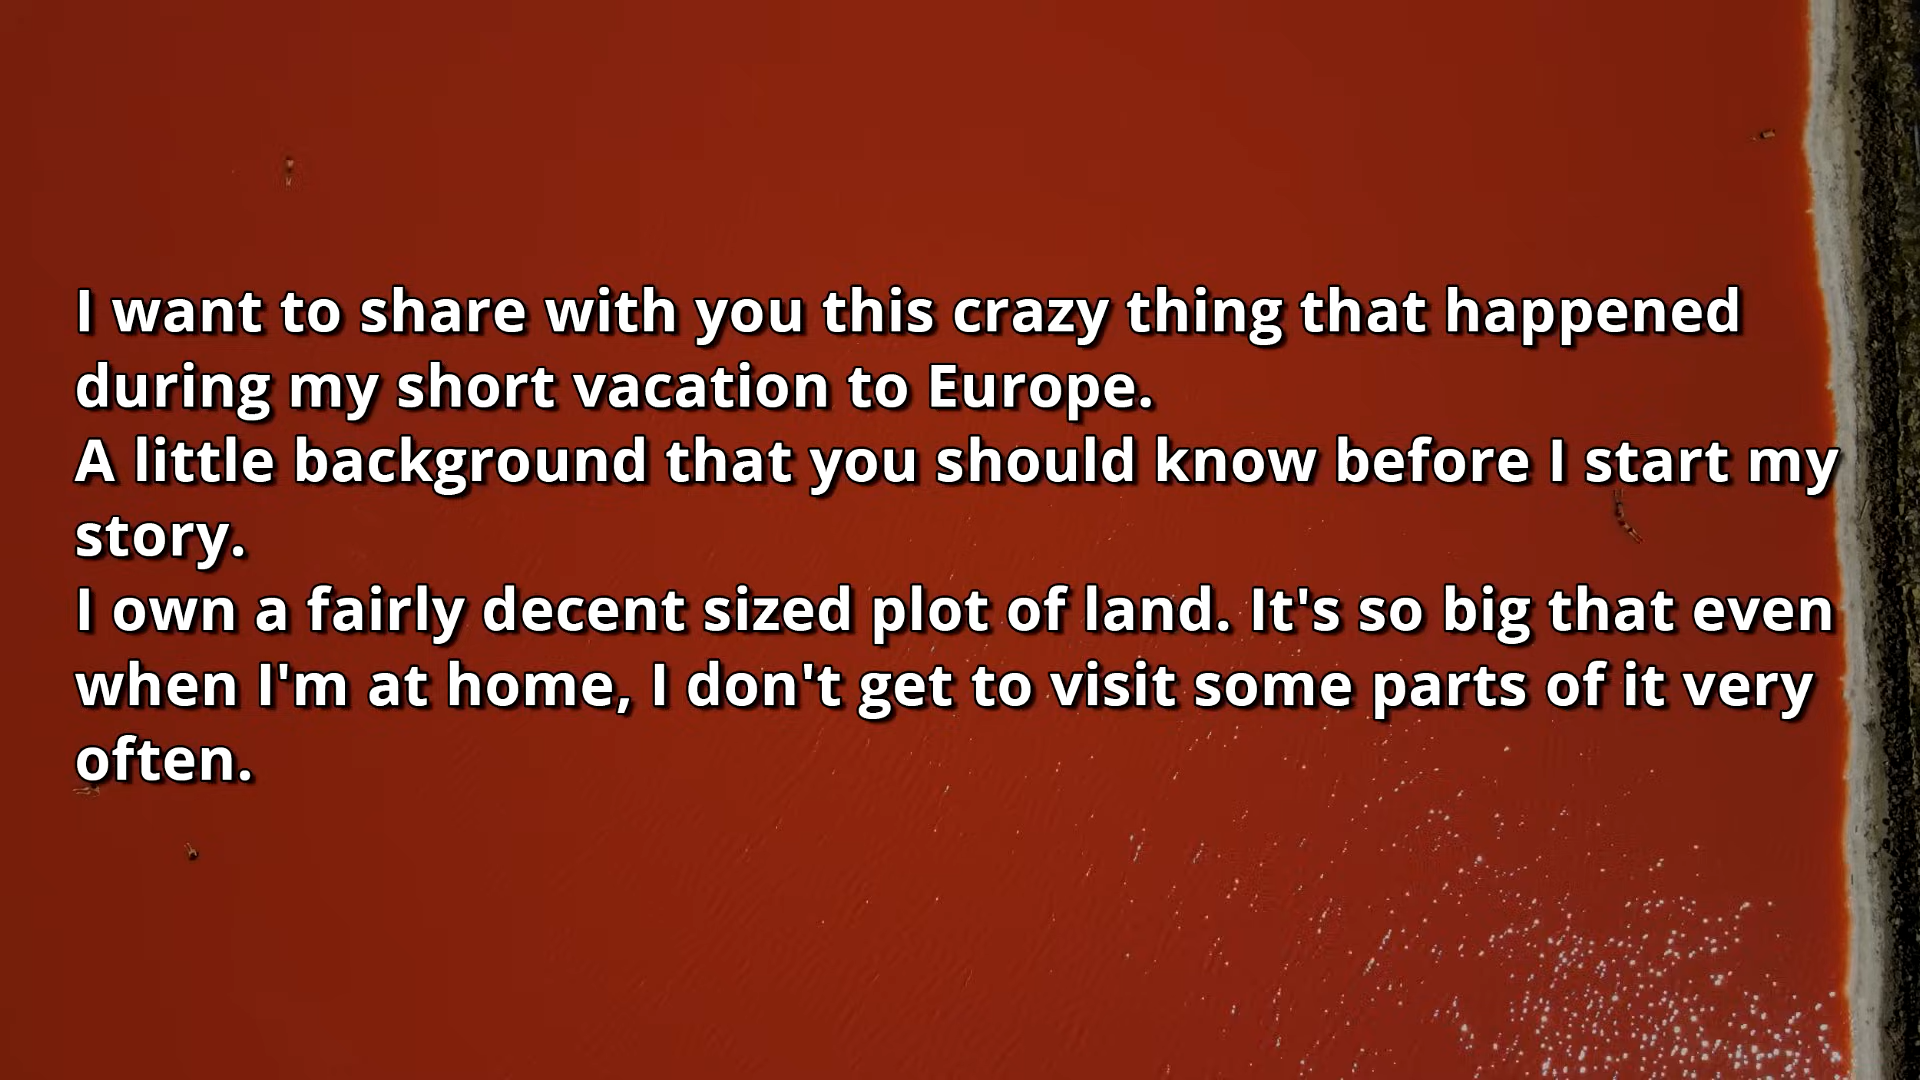 I want to share with you this crazy thing that happened
during my short vacation to Europe.
A little background that you should know before I start my
story.
I own a fairly decent sized plot of land. It's so big that even
when I'm at home, I don't get to visit some parts of it very
often.